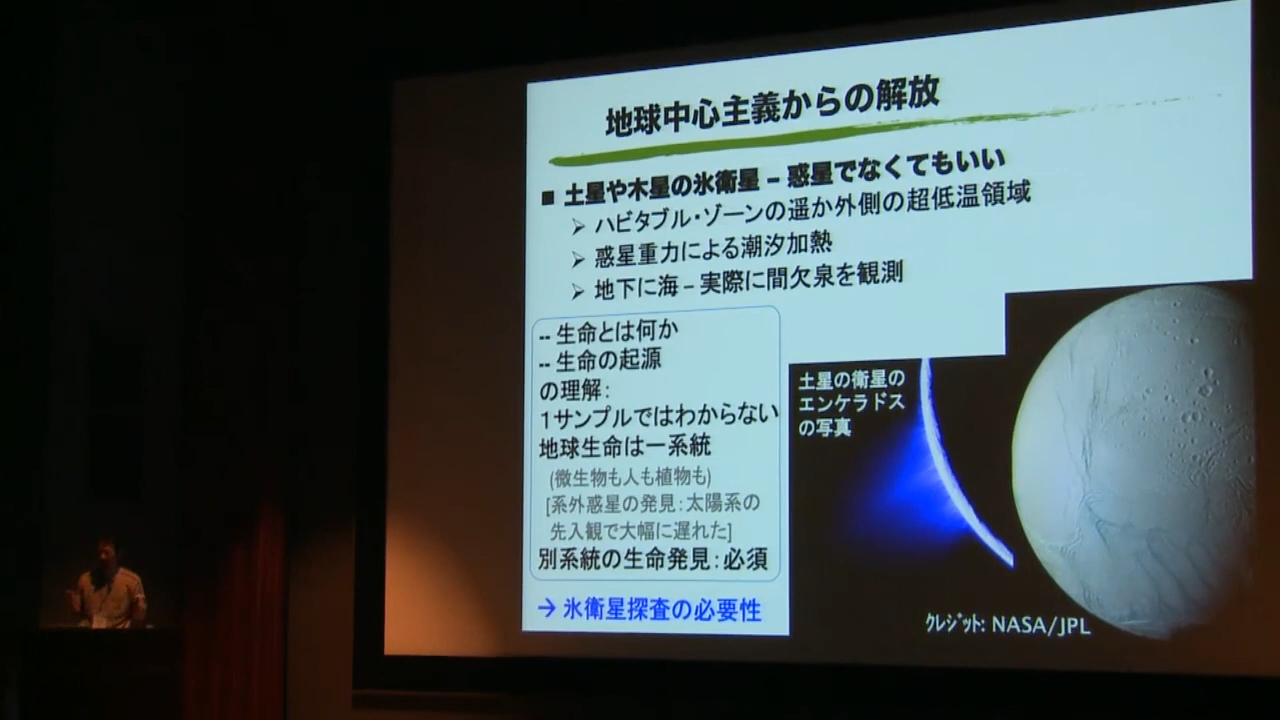 地球中心主義からの解放
■ 土星や木星の氷衛星 – 惑星でなくてもいい
➢ ハビタブル・ゾーンの遥か外側の超低温領域
➢ 惑星重力による潮汐加熱
➢ 地下に海 – 実際に間欠泉を観測
-- 生命とは何か
-- 生命の起源
の理解:
1サンプルではわからない
地球生命は一系統
(微生物も人も植物も)
[系外惑星の発見:太陽系の
先入観で大幅に遅れた]
別系統の生命発見:必須
→ 氷衛星探査の必要性
土星の衛星の
エンケラドス
の写真
ｸﾚｼﾞｯﾄ: NASA/JPL